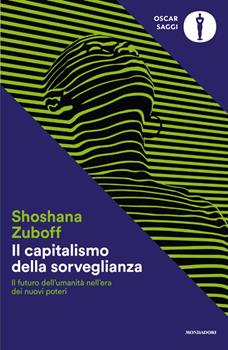 OSCAR
SAGGI
Shoshana
Zuboff
Il capitalismo
della sorveglianza
Il futuro dell'umanità nell'era
dei nuovi poteri
MONDADORI